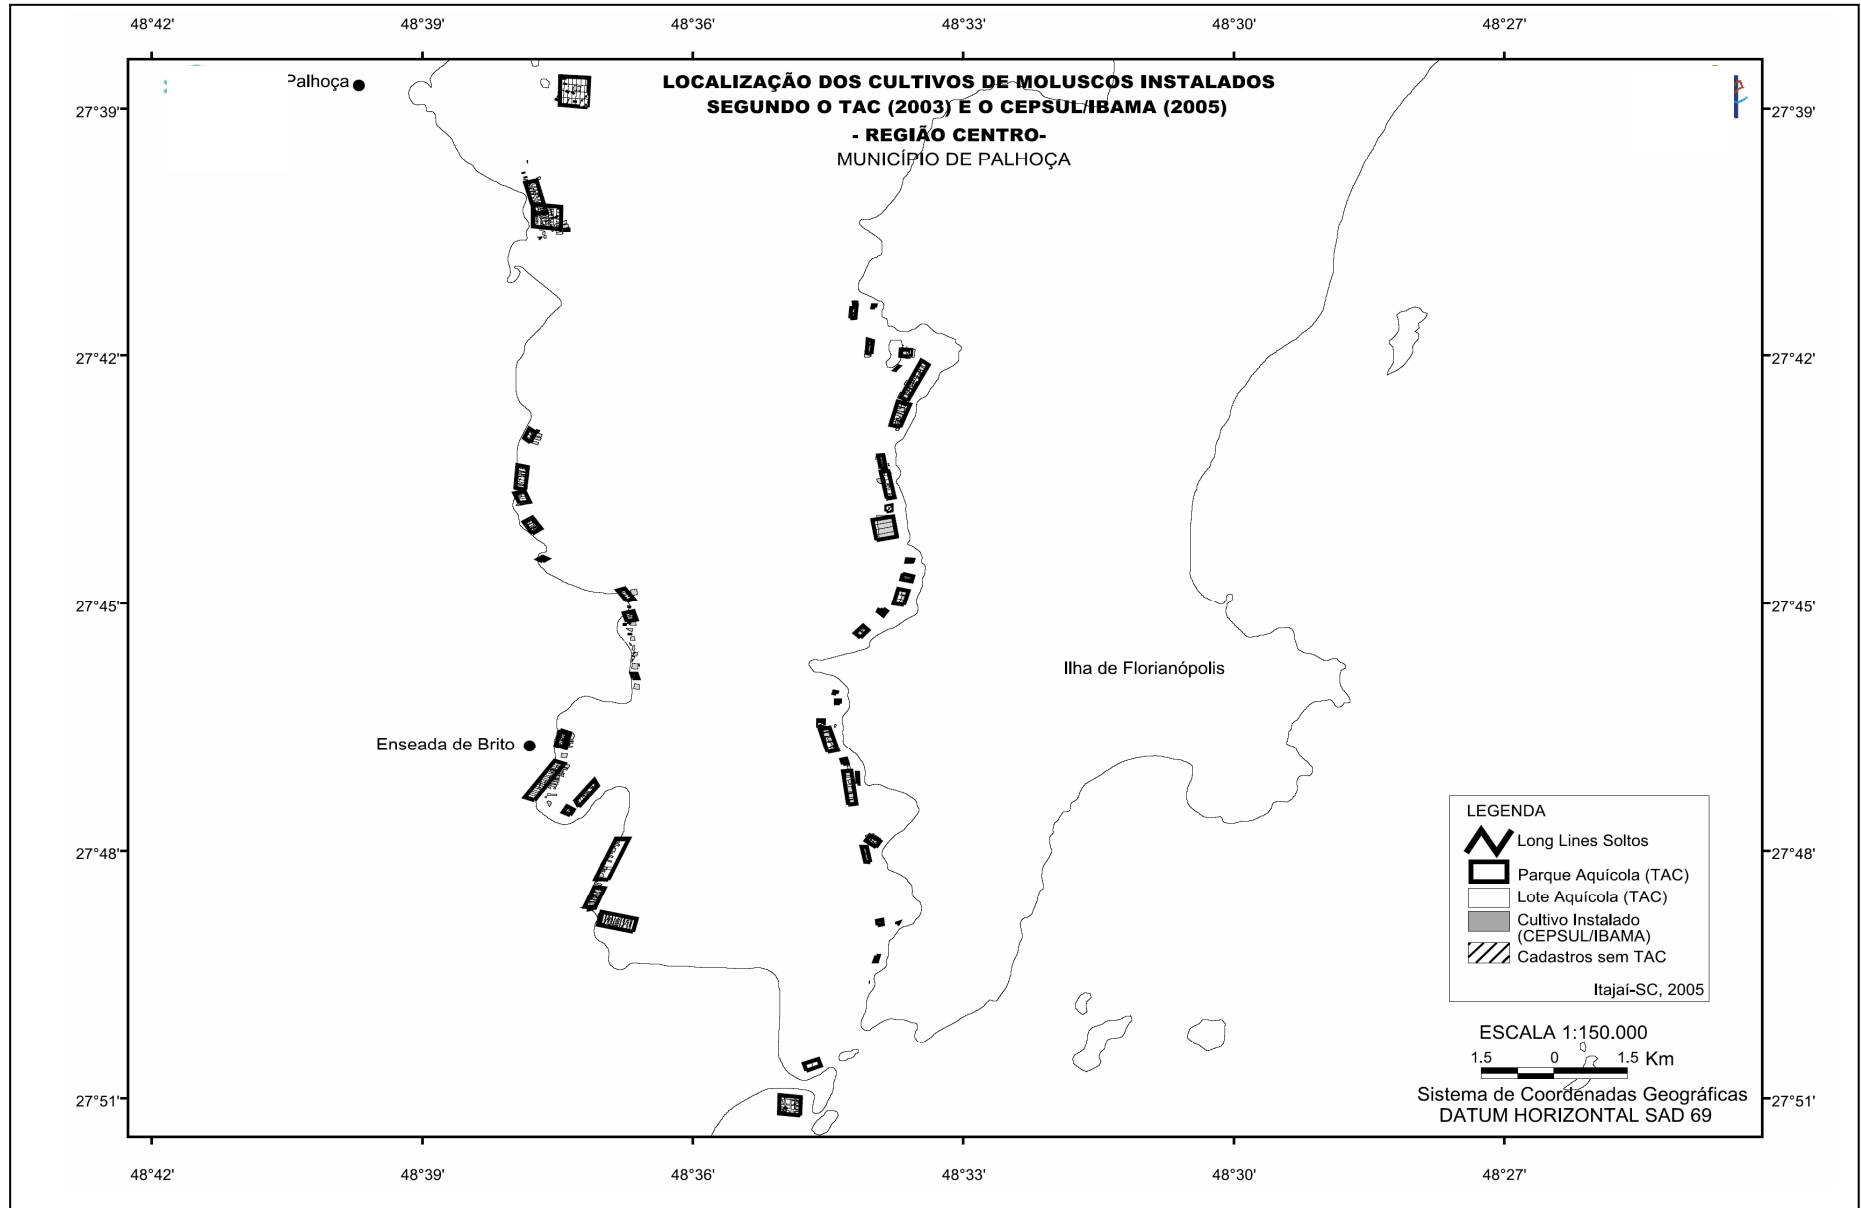 48°42' 48°39' 48°36' 48°33' 48°30' 48°27'
Palhoça
LOCALIZAÇÃO DOS CULTIVOS DE MOLUSCOS INSTALADOS
SEGUNDO O TAC (2003) E O CEPSUL/IBAMA (2005)
- REGIÃO CENTRO-
MUNICÍPIO DE PALHOÇA
27°39' 27°39'
27°42' 27°42'
27°45' 27°45'
Ilha de Florianópolis
Enseada de Brito
27°48' 27°48'
LEGENDA
Long Lines Soltos
Parque Aquícola (TAC)
Lote Aquícola (TAC)
Cultivo Instalado
(CEPSUL/IBAMA)
Cadastros sem TAC
Itajaí-SC, 2005
ESCALA 1:150.000
1.5 0 1.5 Km
Sistema de Coordenadas Geográficas
DATUM HORIZONTAL SAD 69
27°51' 27°51'
48°42' 48°39' 48°36' 48°33' 48°30' 48°27'